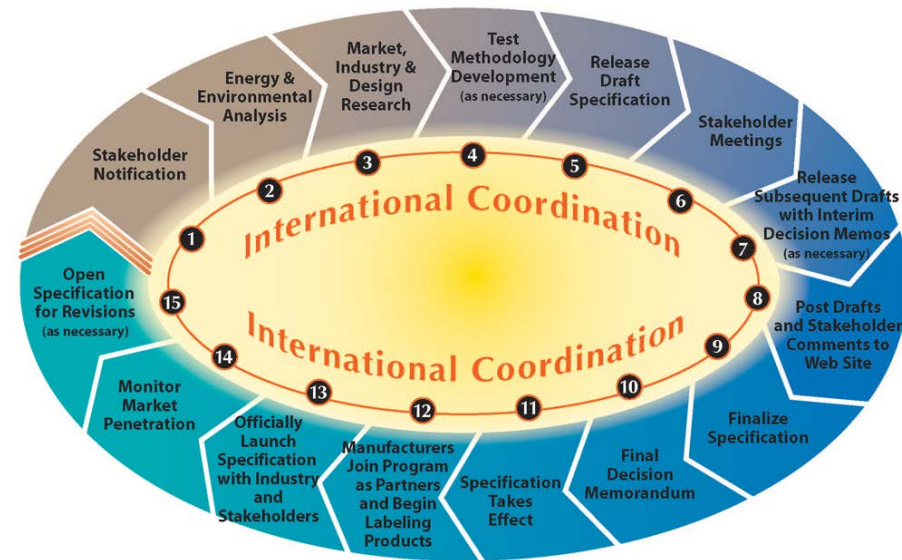 Stakeholder
Notification
Energy &
Environmental
Analysis
Market,
Industry &
Design
Research
Test
Methodology
Development
(as necessary)
Release
Draft
Specification
Stakeholder
Meetings
Release
Subsequent Drafts
with Interim
Decision Memos
(as necessary)
Post Drafts
and Stakeholder
Comments to
Web Site
Finalize
Specification
Final
Decision
Memorandum
Specification
Takes
Effect
Manufacturers
Join Program
as Partners
and Begin
Labeling
Products
Officially
Launch
Specification
with Industry
and
Stakeholders
Monitor
Market
Penetration
Open
Specification
for Revisions
(as necessary)
1
2
3
4
5
6
7
8
9
10
11
12
13
14
15
International Coordination
International Coordination